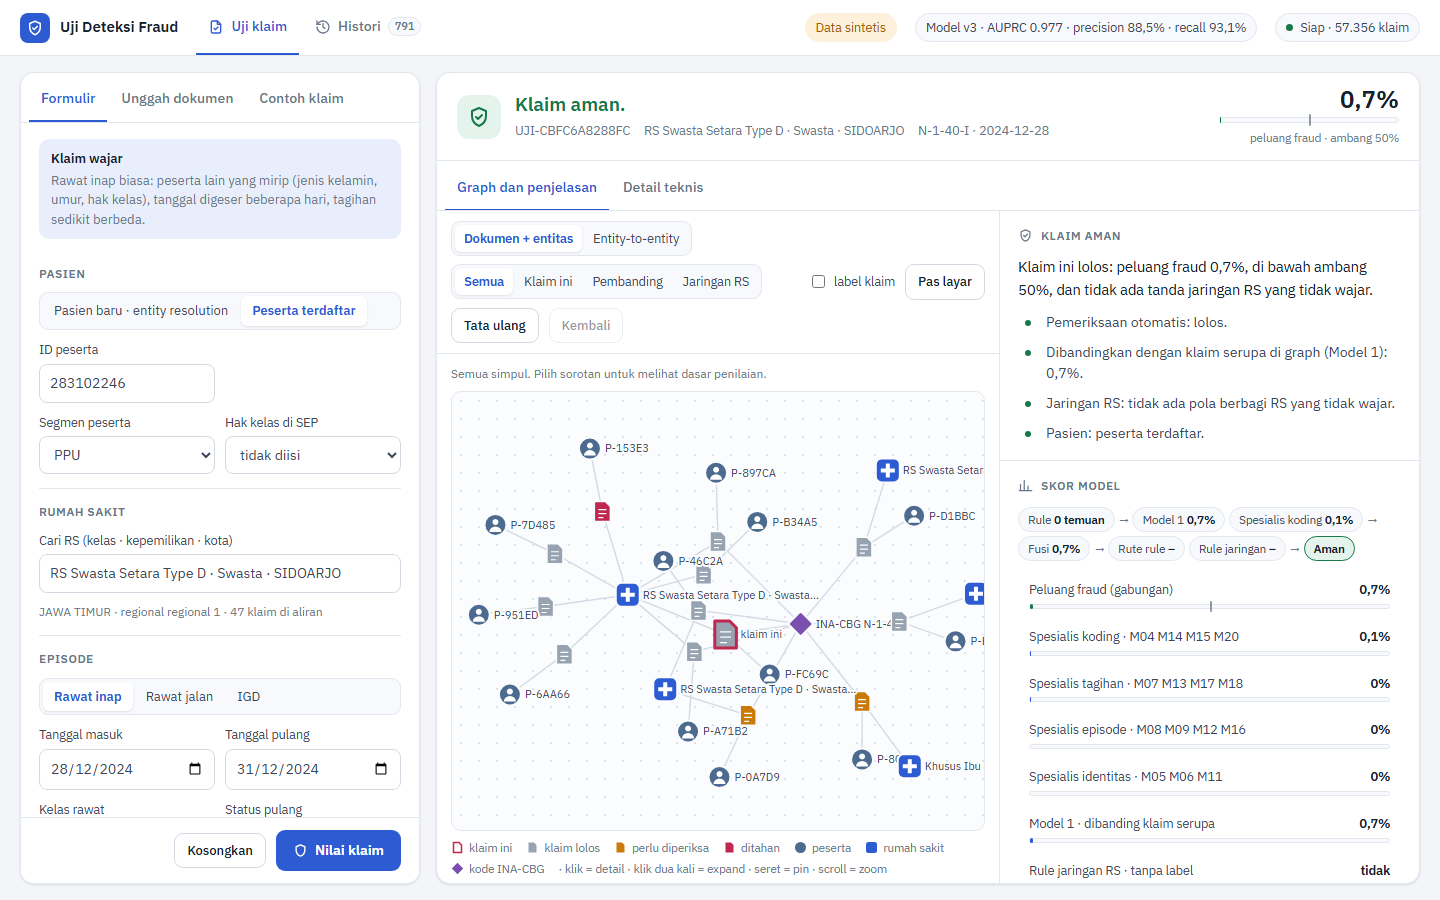 Uji Deteksi Fraud
Uji klaim
Histori 791
Data sintetis
Model v3 · AUPRC 0.977 · precision 88,5% · recall 93,1%
Siap · 57.356 klaim
Formulir
Unggah dokumen
Contoh klaim
Klaim wajar
Rawat inap biasa: peserta lain yang mirip (jenis kelamin,
umur, hak kelas), tanggal digeser beberapa hari, tagihan
sedikit berbeda.
PASIEN
Pasien baru · entity resolution
Peserta terdaftar
ID peserta
283102246
Segmen peserta
Hak kelas di SEP
PPU
tidak diisi
RUMAH SAKIT
Cari RS (kelas · kepemilikan · kota)
RS Swasta Setara Type D · Swasta · SIDOARJO
JAWA TIMUR · regional regional 1 · 47 klaim di aliran
EPISODE
Rawat inap
Rawat jalan
IGD
Tanggal masuk
Tanggal pulang
28/12/2024
31/12/2024
Kelas rawat
Status pulang
Kosongkan
Nilai klaim
Klaim aman.
UJI-CBFC6A8288FC
RS Swasta Setara Type D · Swasta · SIDOARJO
N-1-40-I · 2024-12-28
0,7%
peluang fraud · ambang 50%
Graph dan penjelasan
Detail teknis
Dokumen + entitas
Entity-to-entity
Semua
Klaim ini
Pembanding
Jaringan RS
label klaim
Pas layar
Tata ulang
Kembali
Semua simpul. Pilih sorotan untuk melihat dasar penilaian.
P-153E3
P-897CA
RS Swasta Setar
P-7D485
P-B34A5
P-D1BBC
P-46C2A
RS Swasta Setara Type D · Swasta...
P-951ED
klaim ini
INA-CBG N-1-4
P-FC69C
RS Swasta Setara Type D · Swasta...
P-6AA66
P-A71B2
P-0A7D9
Khusus Ibu
klaim ini
klaim lolos
perlu diperiksa
ditahan
peserta
rumah sakit
kode INA-CBG
· klik = detail · klik dua kali = expand · seret = pin · scroll = zoom
KLAIM AMAN
Klaim ini lolos: peluang fraud 0,7%, di bawah ambang
50%, dan tidak ada tanda jaringan RS yang tidak wajar.
Pemeriksaan otomatis: lolos.
Dibandingkan dengan klaim serupa di graph (Model 1):
0,7%.
Jaringan RS: tidak ada pola berbagi RS yang tidak wajar.
Pasien: peserta terdaftar.
SKOR MODEL
Rule 0 temuan → Model 1 0,7% Spesialis koding 0,1% →
Fusi 0,7% → Rute rule – Rule jaringan – → Aman
Peluang fraud (gabungan) 0,7%
Spesialis koding · M04 M14 M15 M20 0,1%
Spesialis tagihan · M07 M13 M17 M18 0%
Spesialis episode · M08 M09 M12 M16 0%
Spesialis identitas · M05 M06 M11 0%
Model 1 · dibanding klaim serupa 0,7%
Rule jaringan RS · tanpa label tidak